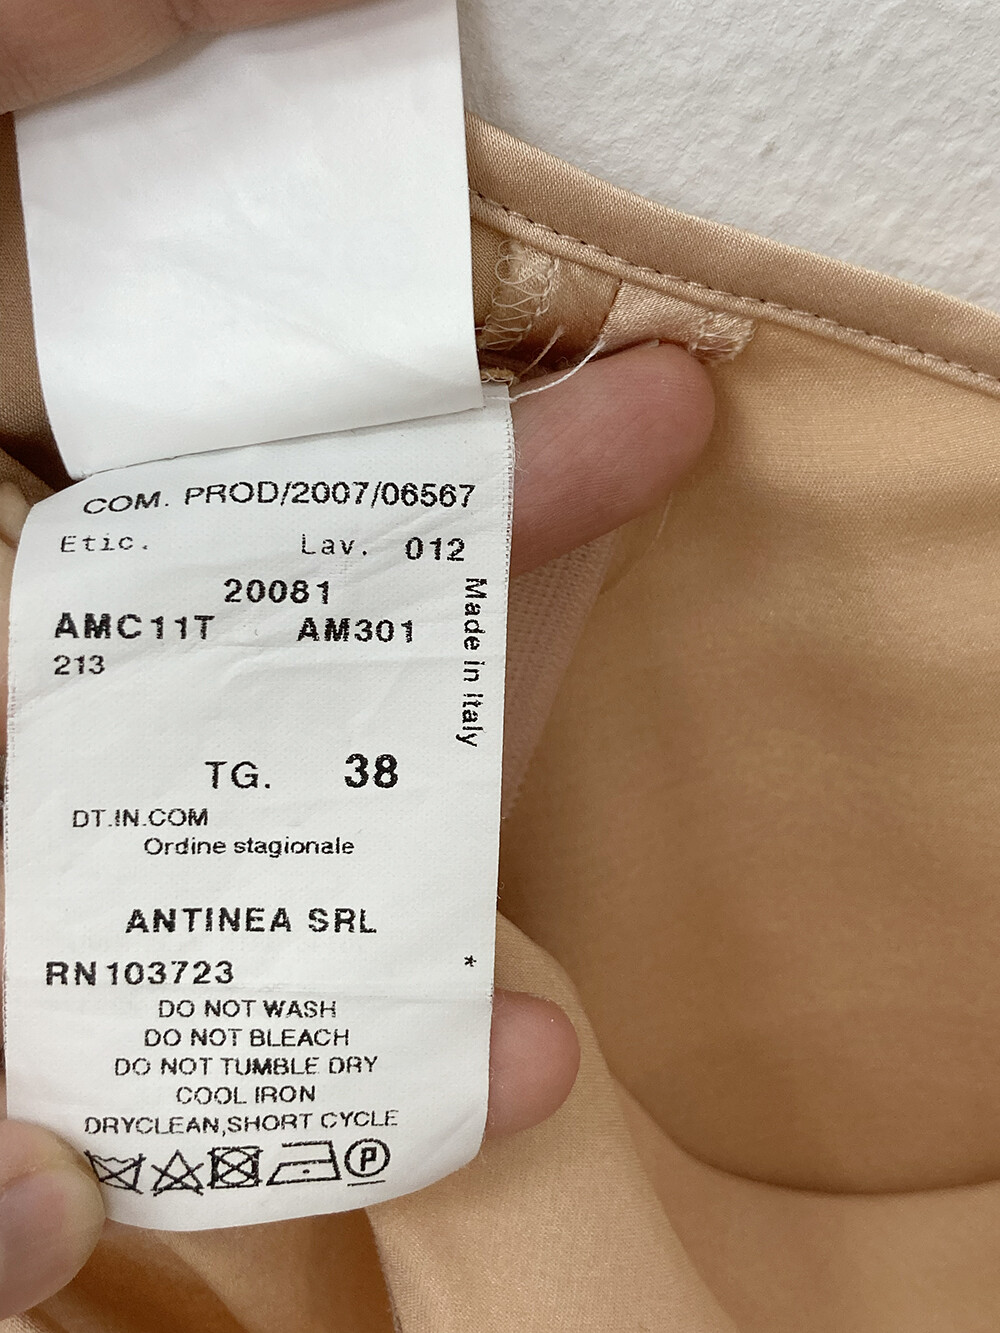 COM. PROD/2007/06567
Etic. Lav. 012
20081
AMC11T AM301
213
Made in Italy
TG. 38
DT.IN.COM
Ordine stagionale
ANTINEA SRL
RN103723 *
DO NOT WASH
DO NOT BLEACH
DO NOT TUMBLE DRY
COOL IRON
DRYCLEAN,SHORT CYCLE
P